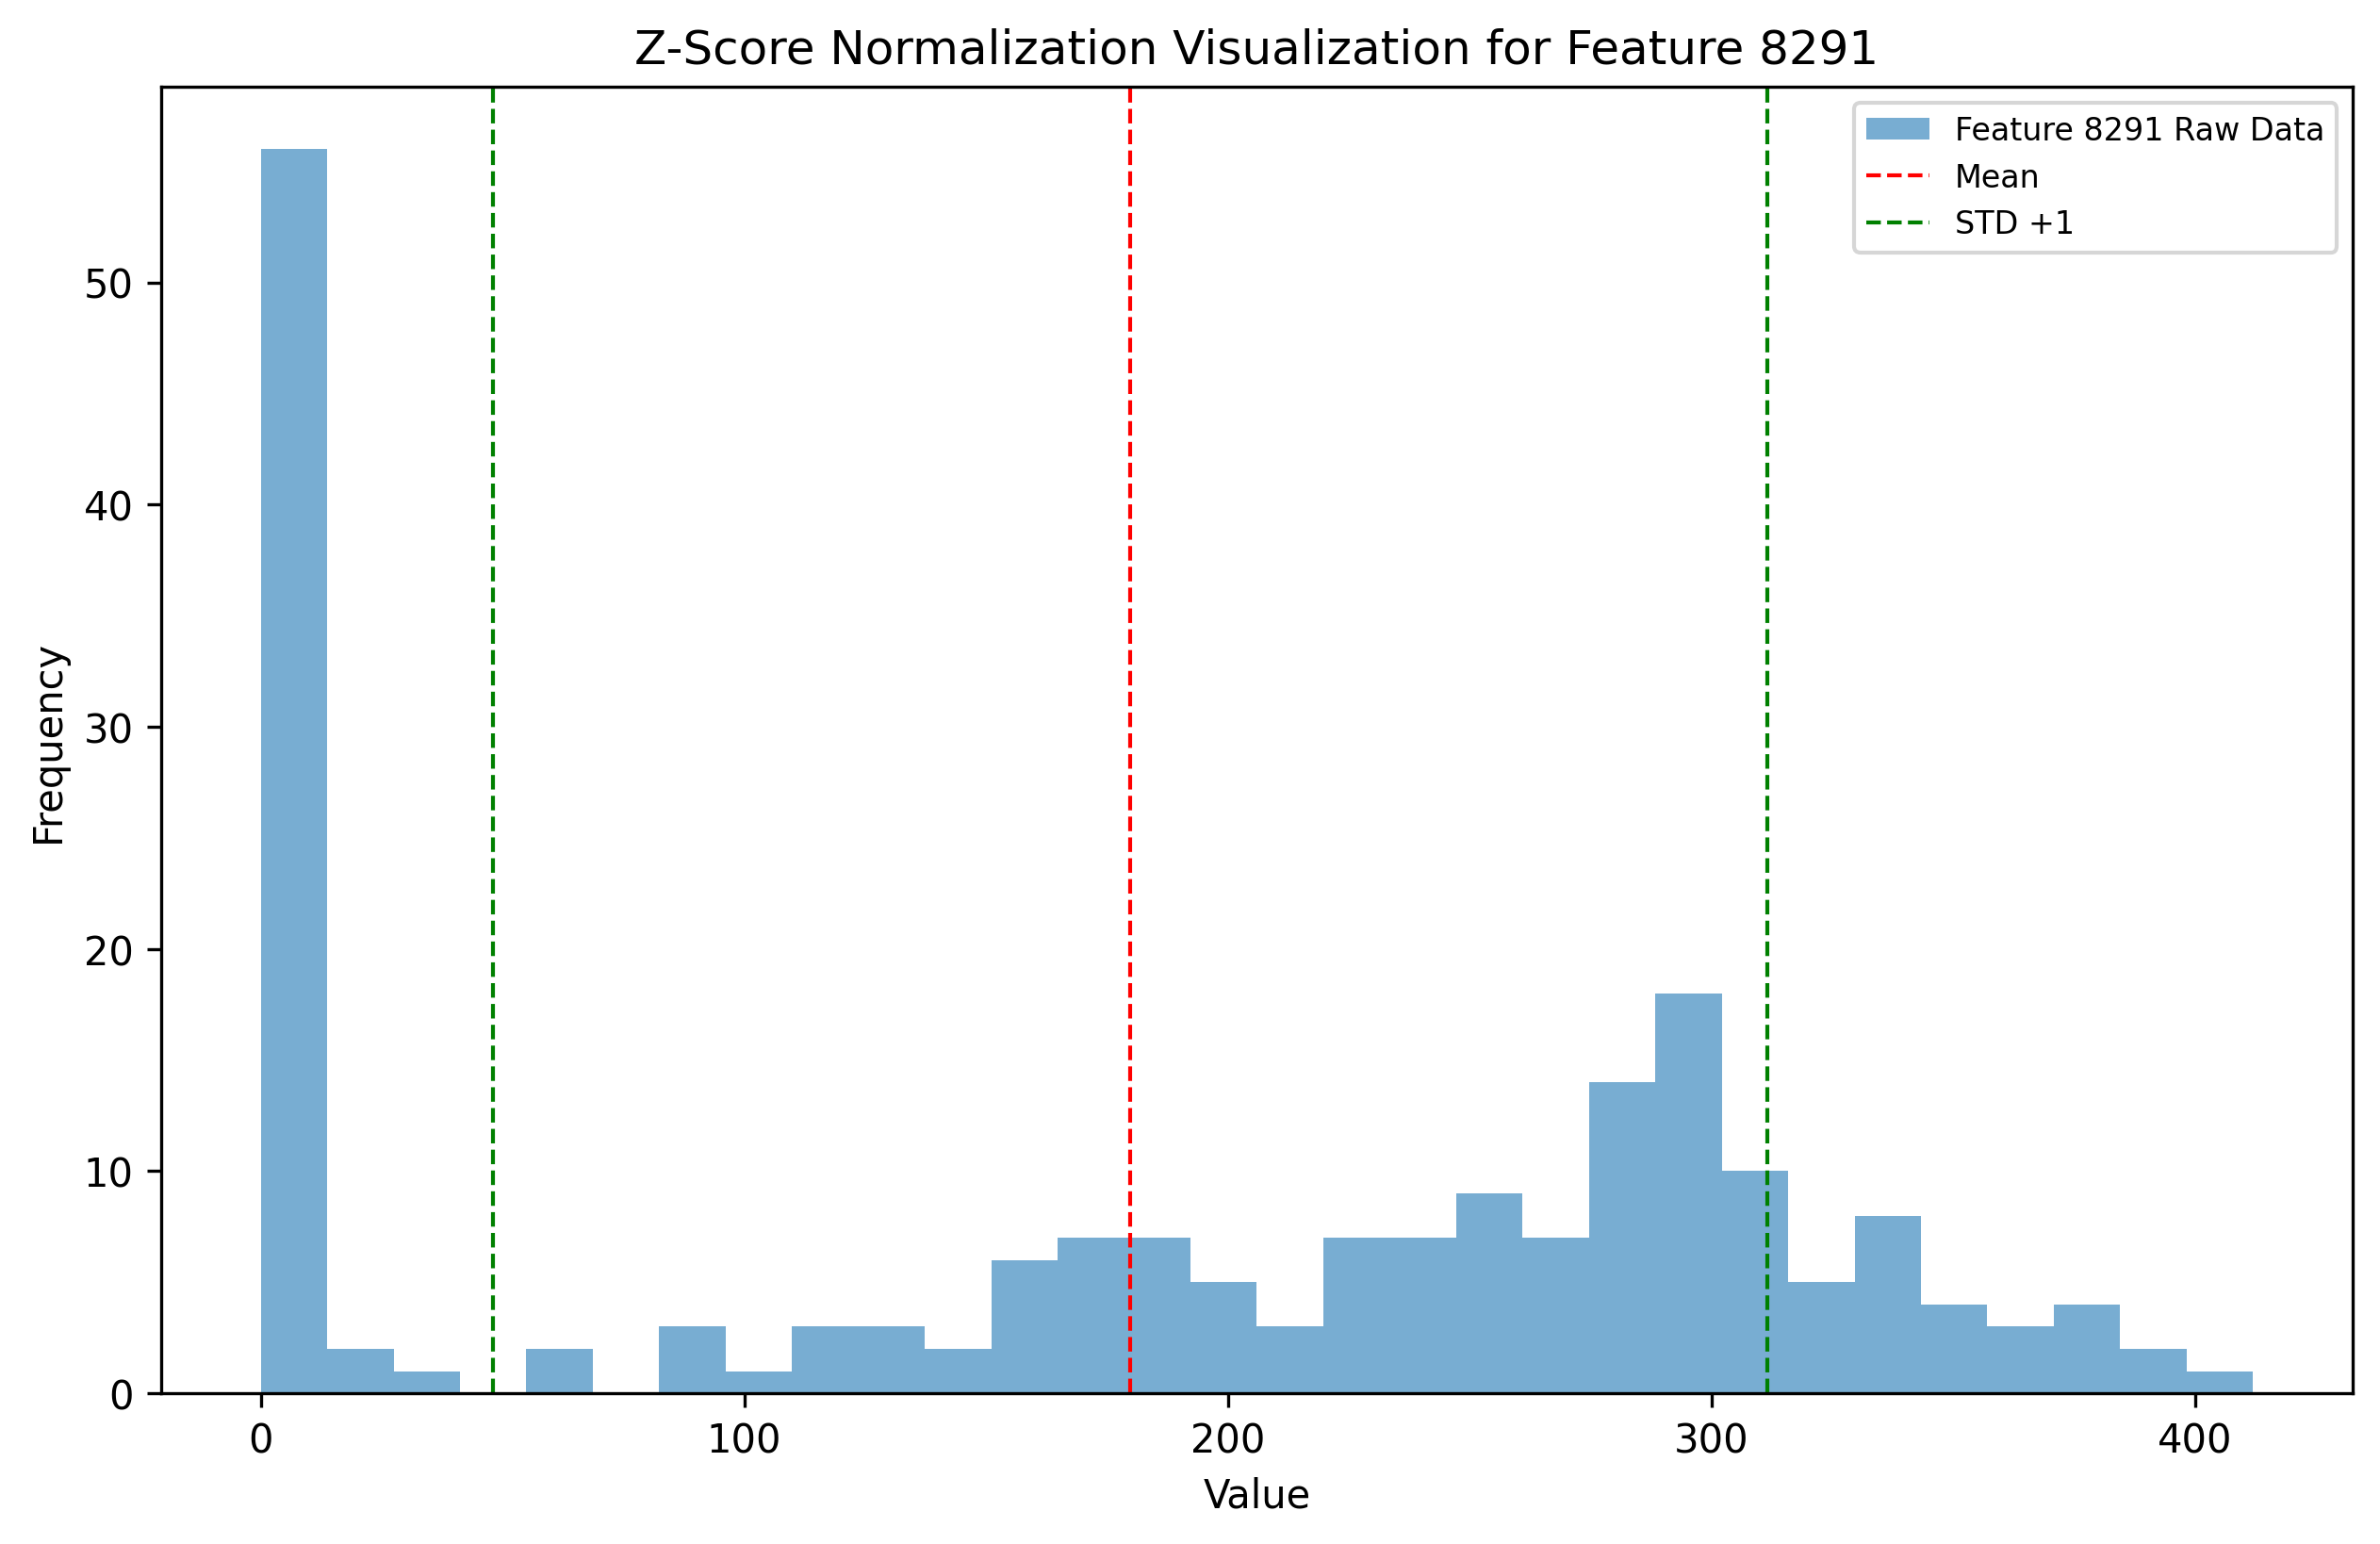 Z-Score Normalization Visualization for Feature 8291
Feature 8291 Raw Data
Mean
STD +1
50
40
30
20
10
0
Frequency
0 100 200 300 400
Value